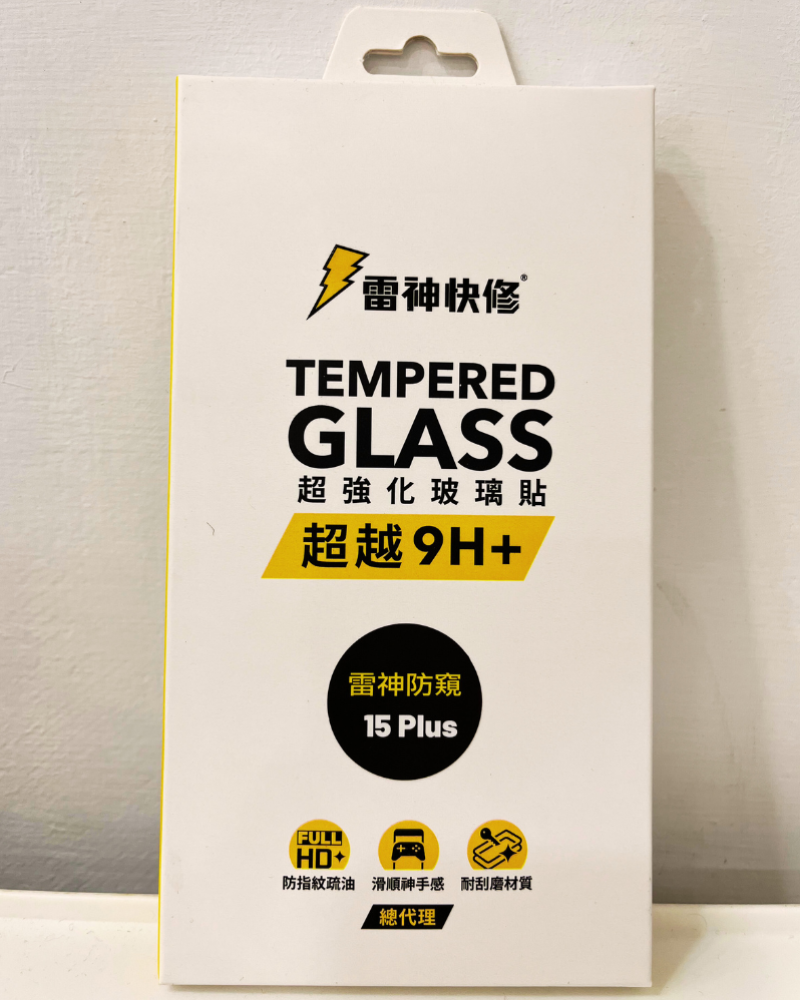 雷神快修®
TEMPERED
GLASS
超強化玻璃貼
超越9H+
雷神防窺
15 Plus
FULL
HD+
防指紋疏油 滑順神手感 耐刮磨材質
總代理